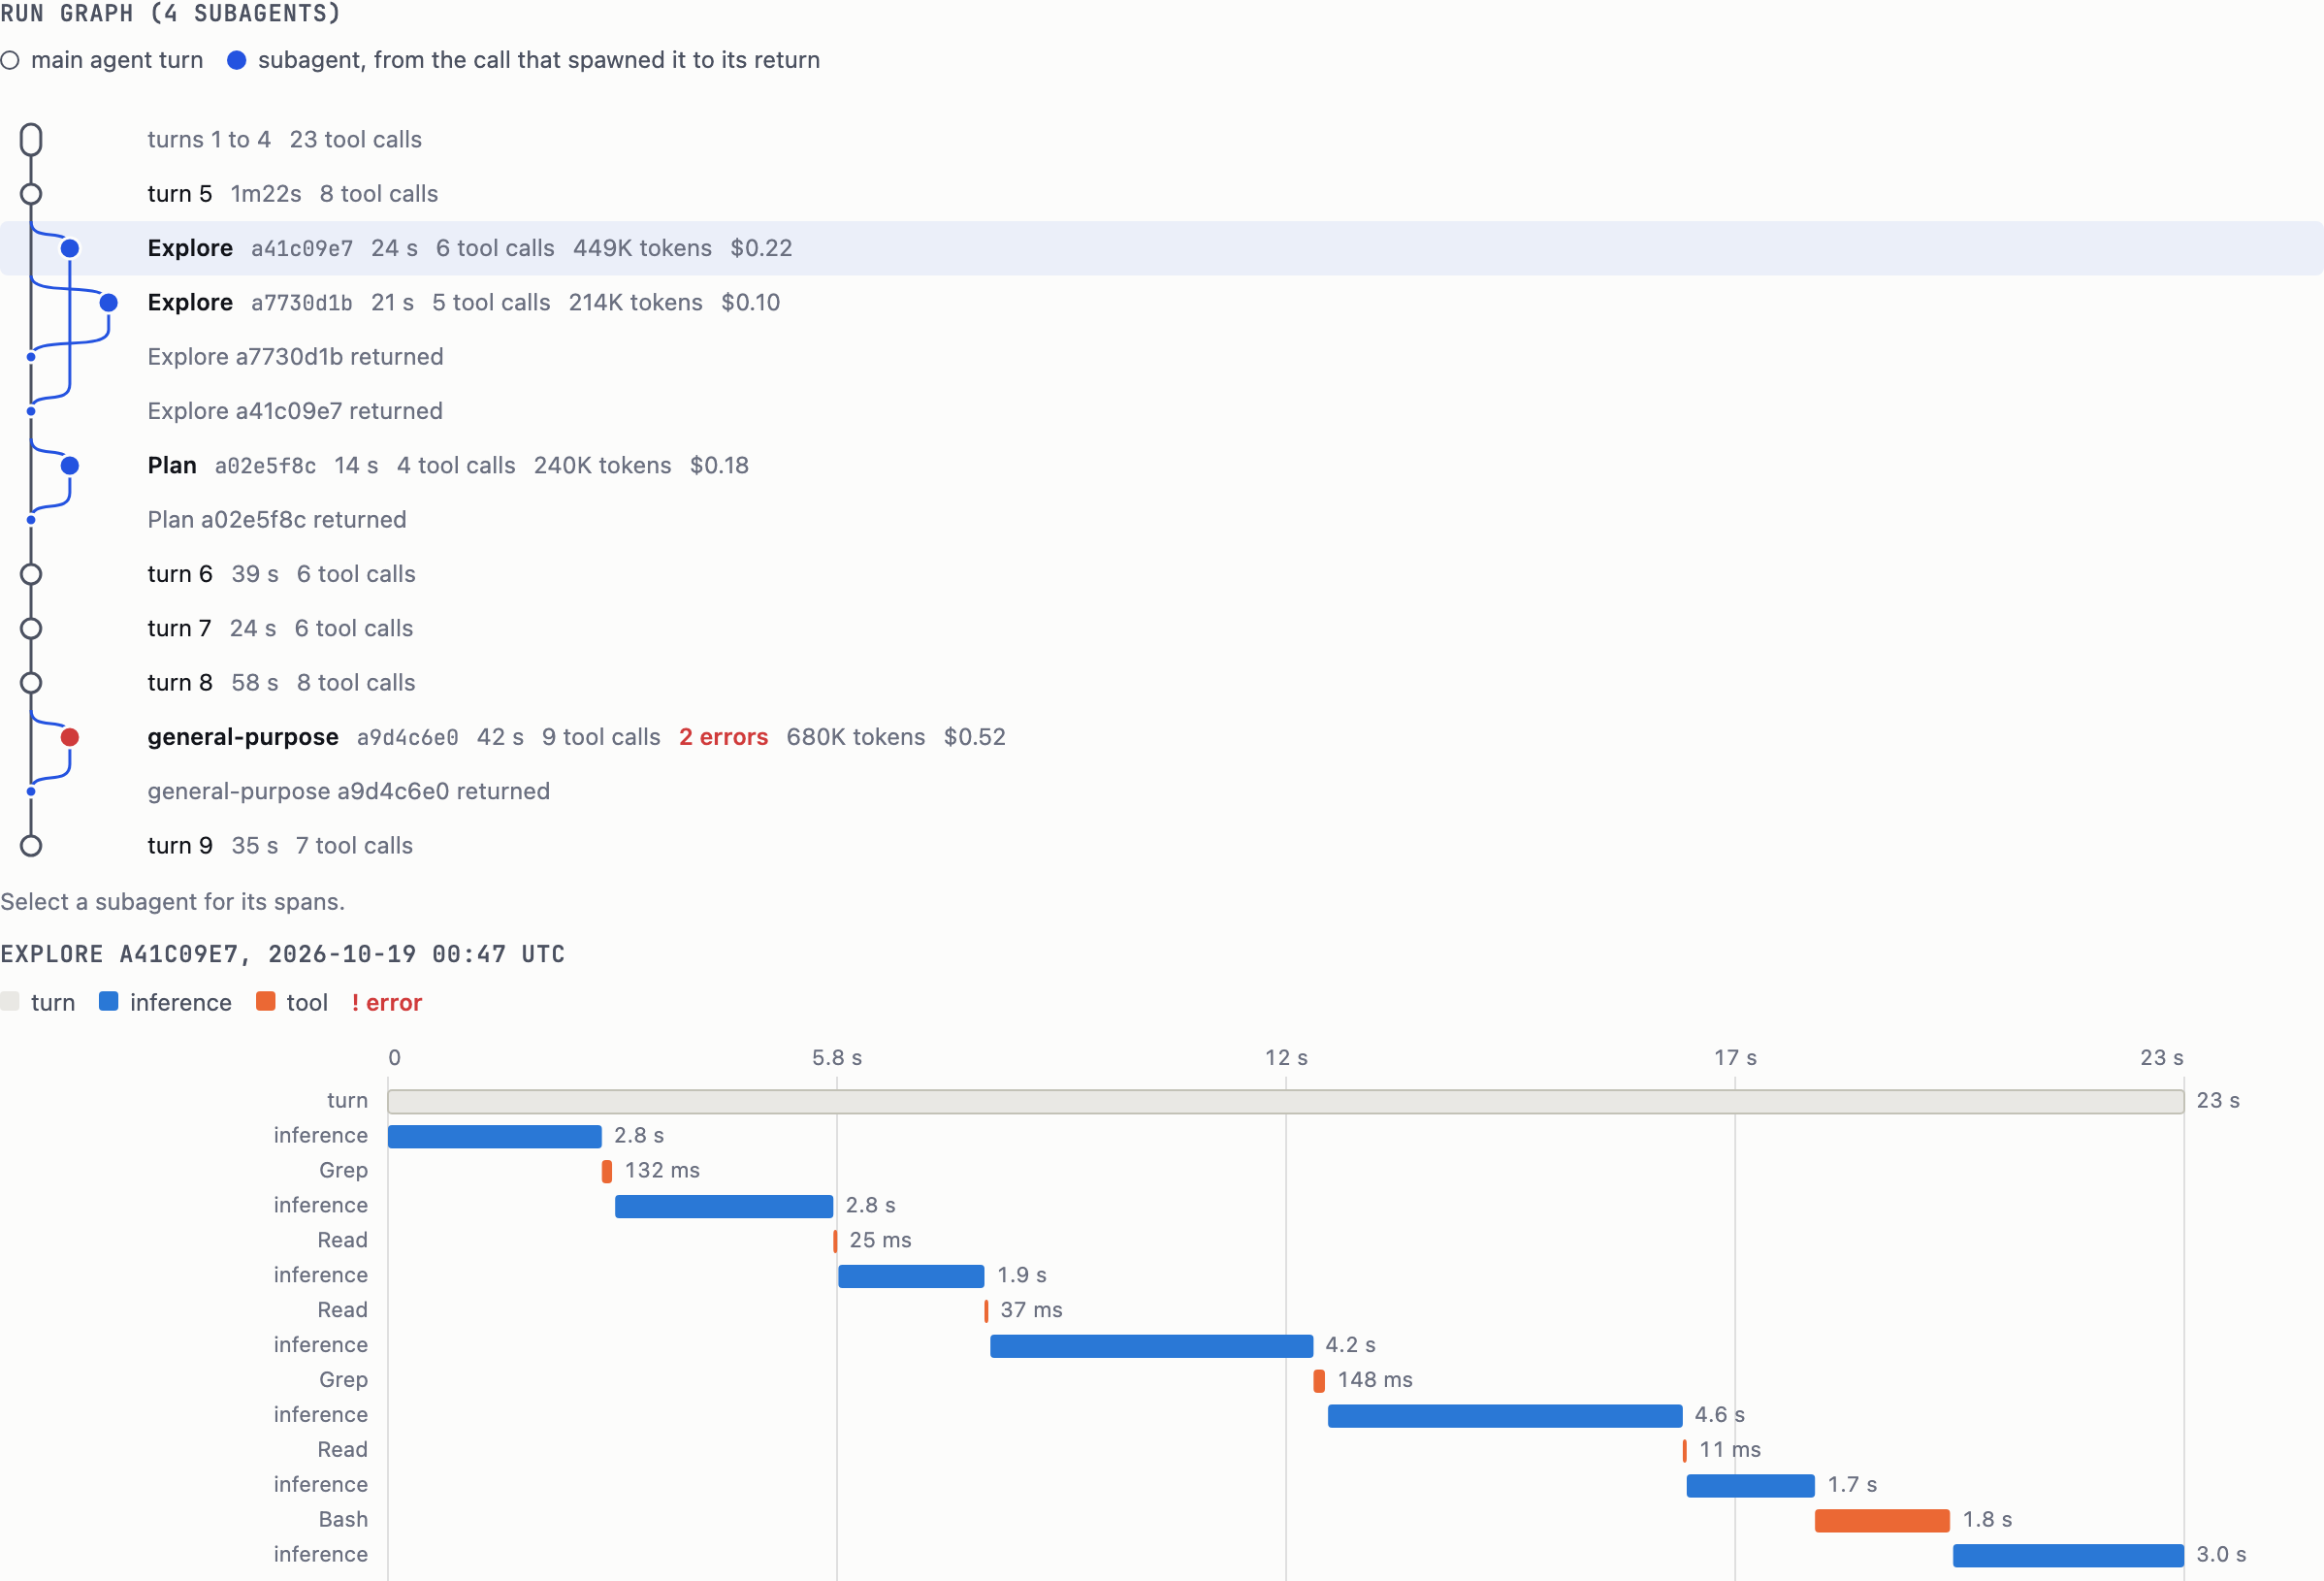 RUN GRAPH (4 SUBAGENTS)
main agent turn subagent, from the call that spawned it to its return
turns 1 to 4 23 tool calls
turn 5 1m22s 8 tool calls
Explore a41c09e7 24 s 6 tool calls 449K tokens $0.22
Explore a7730d1b 21 s 5 tool calls 214K tokens $0.10
Explore a7730d1b returned
Explore a41c09e7 returned
Plan a02e5f8c 14 s 4 tool calls 240K tokens $0.18
Plan a02e5f8c returned
turn 6 39 s 6 tool calls
turn 7 24 s 6 tool calls
turn 8 58 s 8 tool calls
general-purpose a9d4c6e0 42 s 9 tool calls 2 errors 680K tokens $0.52
general-purpose a9d4c6e0 returned
turn 9 35 s 7 tool calls
Select a subagent for its spans.
EXPLORE A41C09E7, 2026-10-19 00:47 UTC
turn inference tool ! error
0 5.8 s 12 s 17 s 23 s
turn 23 s
inference 2.8 s
Grep 132 ms
inference 2.8 s
Read 25 ms
inference 1.9 s
Read 37 ms
inference 4.2 s
Grep 148 ms
inference 4.6 s
Read 11 ms
inference 1.7 s
Bash 1.8 s
inference 3.0 s